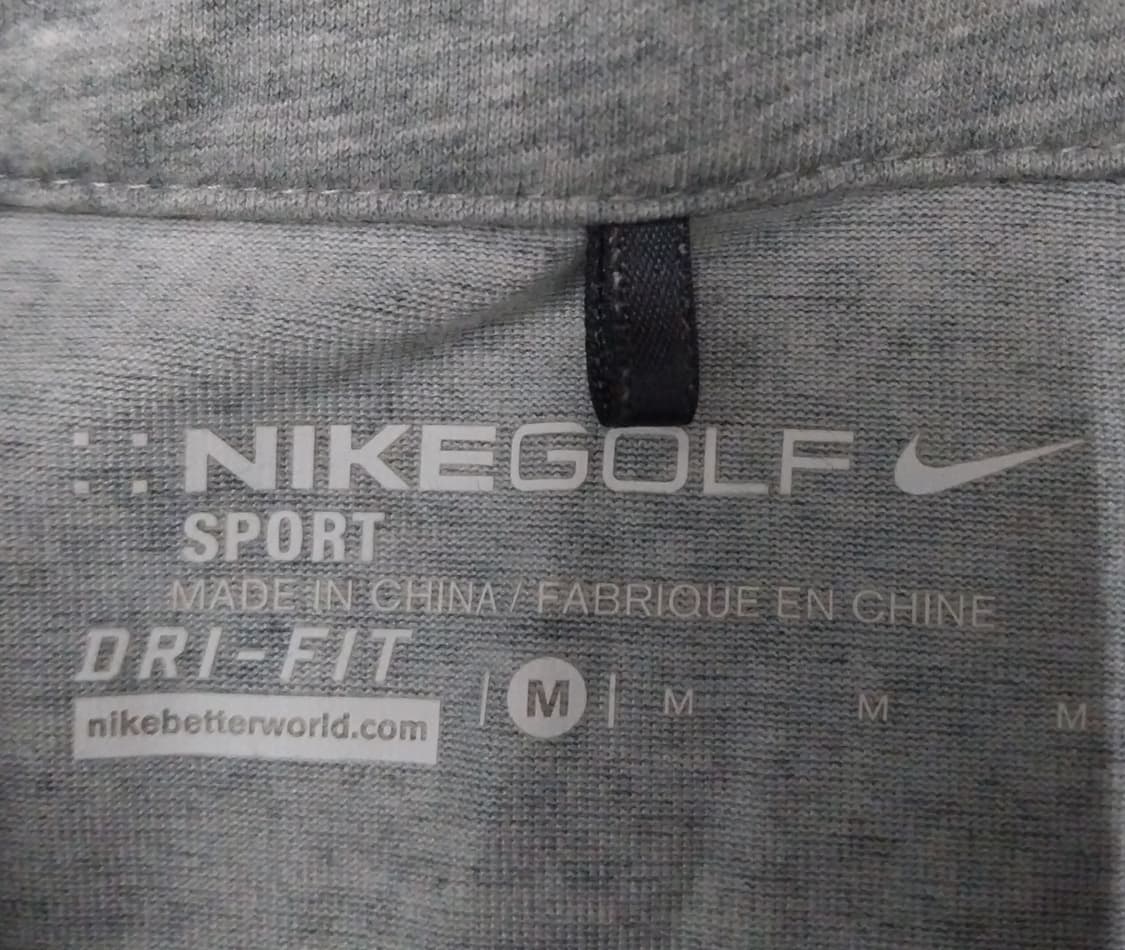 NIKEGOLF
SPORT
MADE IN CHINA / FABRIQUE EN CHINE
DRI-FIT
nikebetterworld.com
| M | M M M